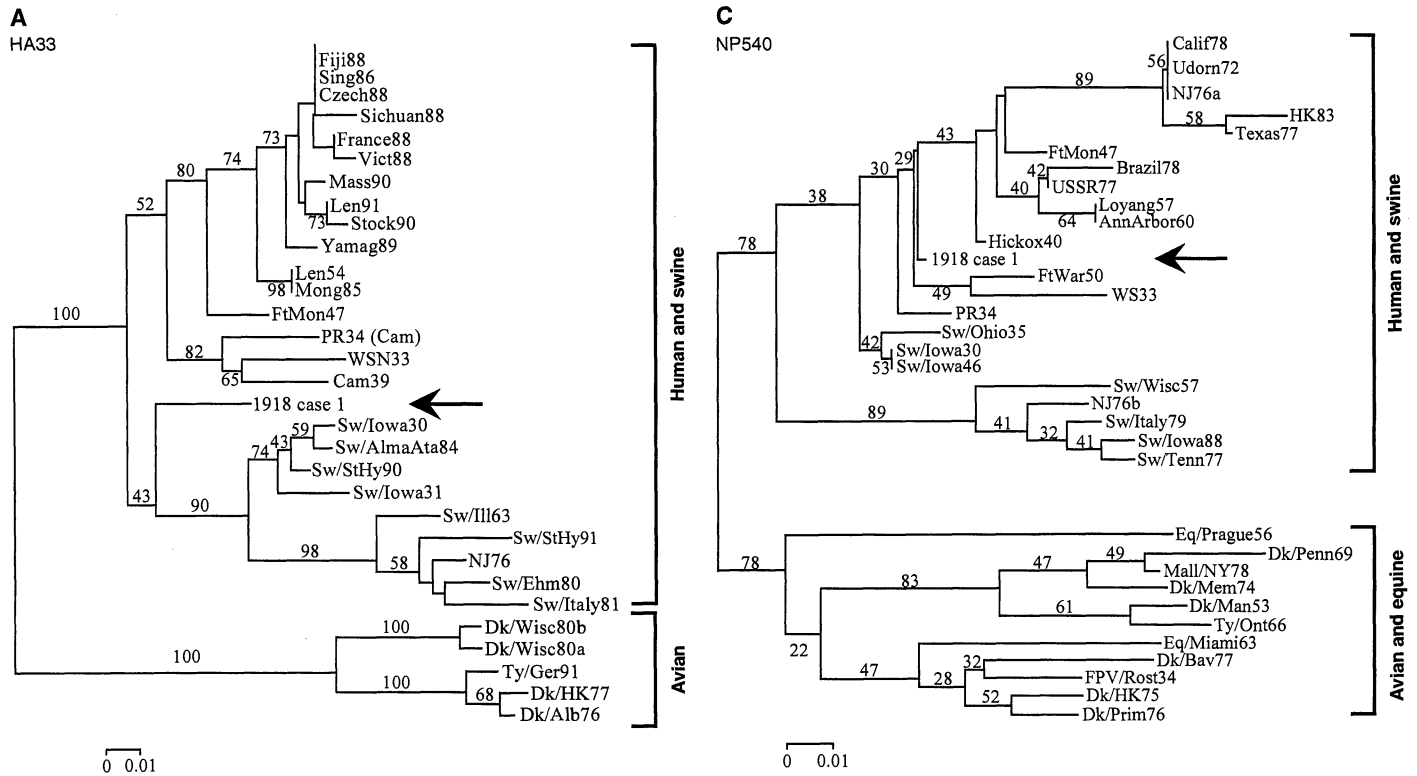 A
HA33
Fiji88
Sing86
Czech88
Sichuan88
73
France88
Vict88
74
80
Mass90
Len91
52
73
Stock90
Yamag89
Len54
98
Mong85
FtMon47
100
PR34 (Cam)
82
WSN33
65
Cam39
1918 case 1
59
Sw/Iowa30
43
Sw/AlmaAta84
74
Sw/StHy90
Sw/Iowa31
43
90
Sw/Ill63
Sw/StHy91
98
58
NJ76
Sw/Ehm80
Sw/Italy81
Human and swine
100
Dk/Wisc80b
Dk/Wisc80a
100
Ty/Ger91
100
68
Dk/HK77
Dk/Alb76
Avian
0 0.01
C
NP540
Calif78
56
Udorn72
89
NJ76a
58
HK83
Texas77
43
FtMon47
29
30
42
Brazil78
USSR77
40
38
Loyang57
64
AnnArbor60
Hickox40
78
1918 case 1
FtWar50
49
WS33
PR34
Sw/Ohio35
42
Sw/Iowa30
53
Sw/Iowa46
Sw/Wisc57
89
NJ76b
41
Sw/Italy79
32
Sw/Iowa88
41
Sw/Tenn77
Human and swine
Eq/Prague56
49
Dk/Penn69
47
78
Mall/NY78
83
Dk/Mem74
61
Dk/Man53
Ty/Ont66
22
Eq/Miami63
32
Dk/Bav77
47
28
FPV/Rost34
52
Dk/HK75
Dk/Prim76
Avian and equine
0 0.01